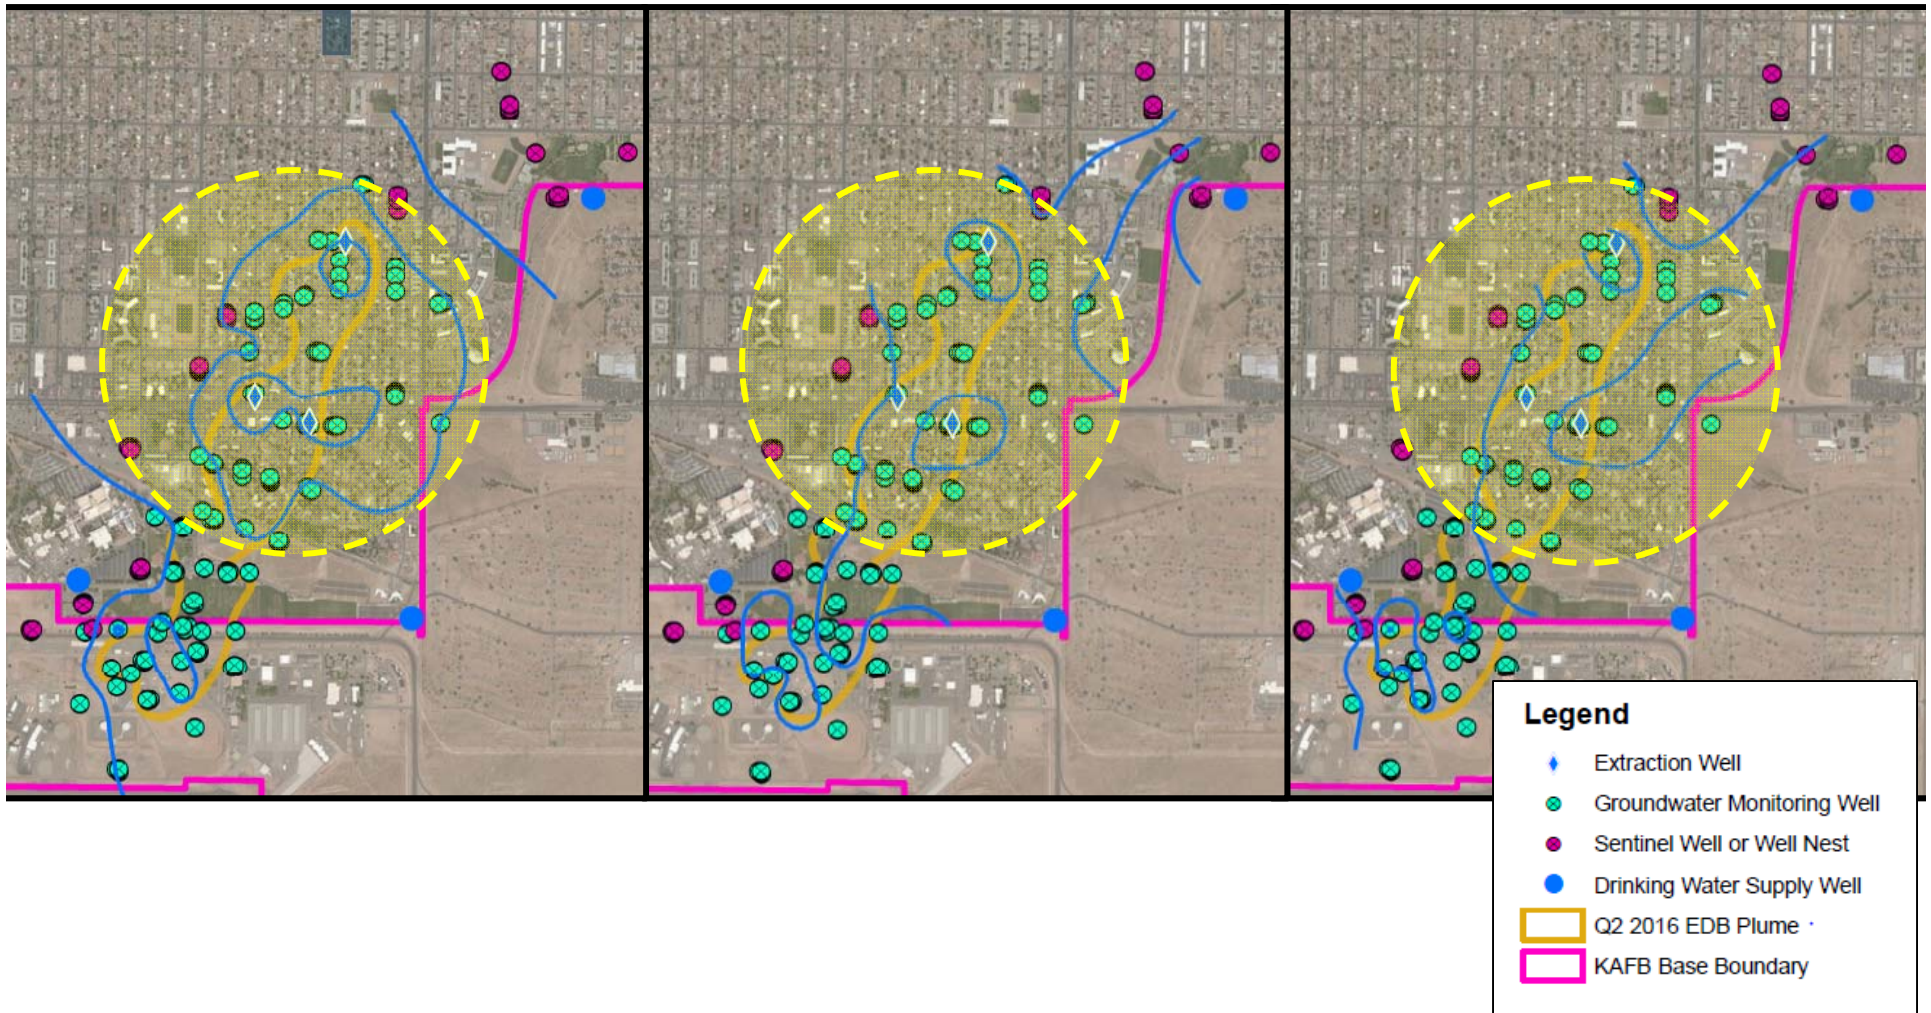 Legend
Extraction Well
Groundwater Monitoring Well
Sentinel Well or Well Nest
Drinking Water Supply Well
Q2 2016 EDB Plume
KAFB Base Boundary